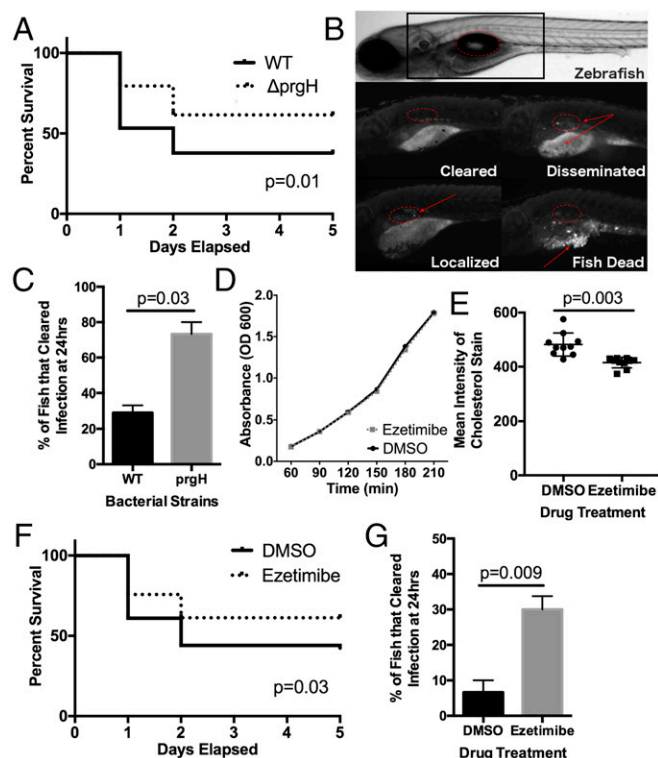 A
100
50
0
Percent Survival
WT
ΔprgH
p=0.01
0 1 2 3 4 5
Days Elapsed
B
Zebrafish
Cleared
Disseminated
Localized
Fish Dead
C
p=0.03
100
80
60
40
20
0
% of Fish that Cleared
Infection at 24hrs
WT prgH
Bacterial Strains
D
2.0
1.5
1.0
0.5
0.0
Absorbance (OD 600)
Ezetimibe
DMSO
60 90 120 150 180 210
Time (min)
E
p=0.003
600
400
200
0
Mean Intensity of
Cholesterol Stain
DMSO Ezetimibe
Drug Treatment
F
100
50
0
Percent Survival
DMSO
Ezetimibe
p=0.03
0 1 2 3 4 5
Days Elapsed
G
50
40
30
20
10
0
% of Fish that Cleared
Infection at 24hrs
p=0.009
DMSO Ezetimibe
Drug Treatment